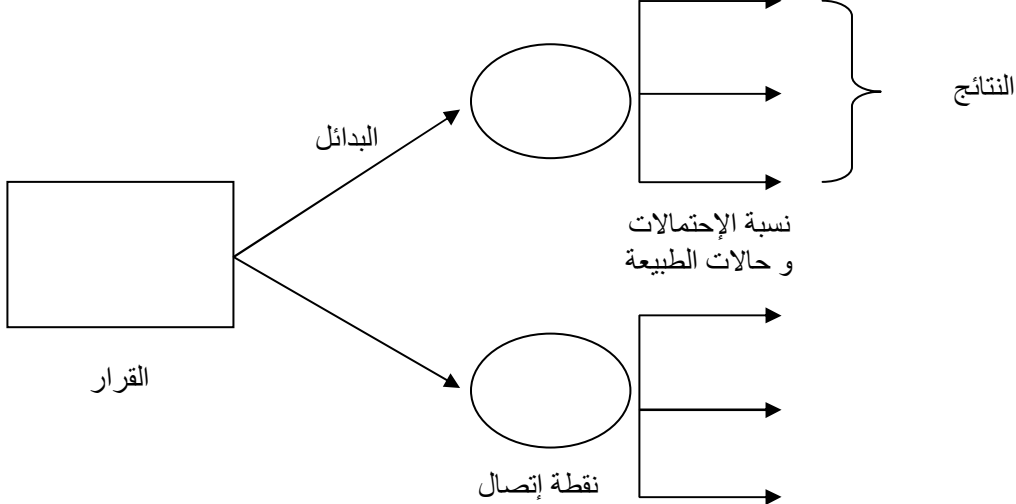 النتائج
البدائل
نسبة الإحتمالات
و حالات الطبيعة
القرار
نقطة إتصال